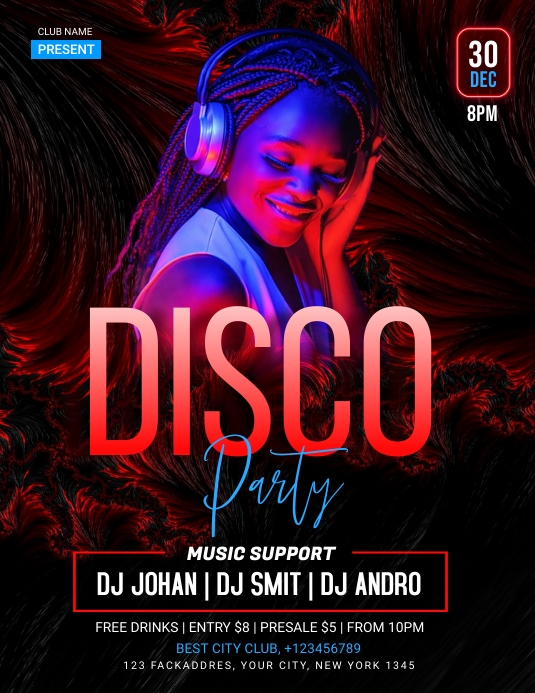 CLUB NAME
PRESENT
30
DEC
8PM
DISCO
Party
MUSIC SUPPORT
DJ JOHAN | DJ SMIT | DJ ANDRO
FREE DRINKS | ENTRY $8 | PRESALE $5 | FROM 10PM
BEST CITY CLUB, +123456789
123 FACKADDRES, YOUR CITY, NEW YORK 1345